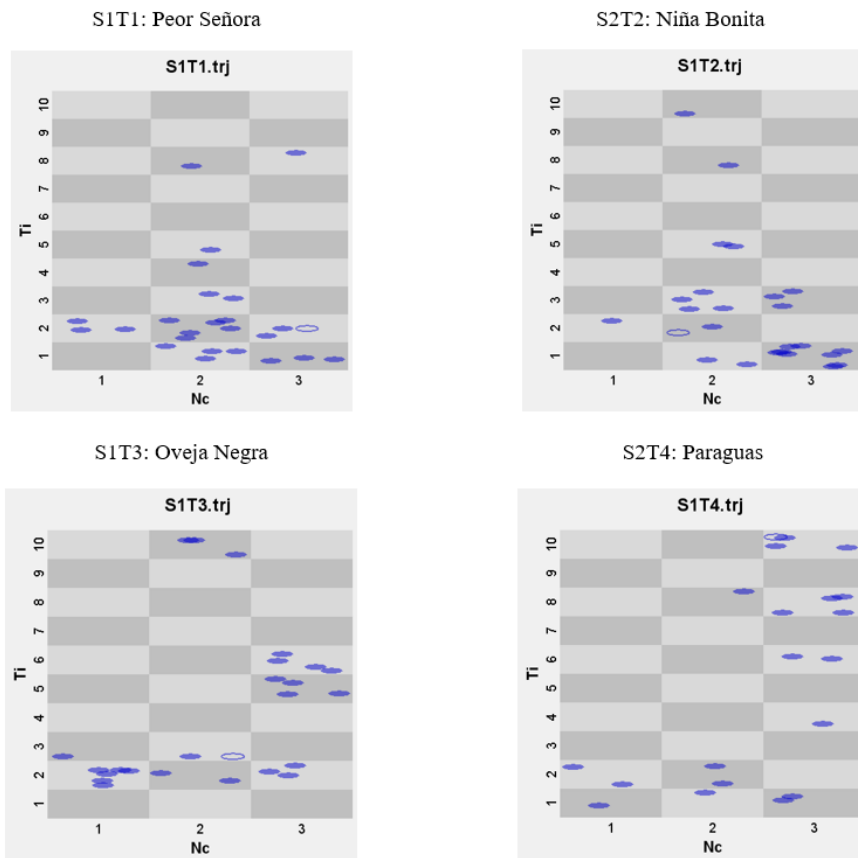 S1T1: Peor Señora
S2T2: Niña Bonita
S1T1.trj
S1T2.trj
10
9
8
7
6
5
4
3
2
1
Ti
1 2 3
Nc
10
9
8
7
6
5
4
3
2
1
Ti
1 2 3
Nc
S1T3: Oveja Negra
S2T4: Paraguas
S1T3.trj
S1T4.trj
10
9
8
7
6
5
4
3
2
1
Ti
1 2 3
Nc
10
9
8
7
6
5
4
3
2
1
Ti
1 2 3
Nc